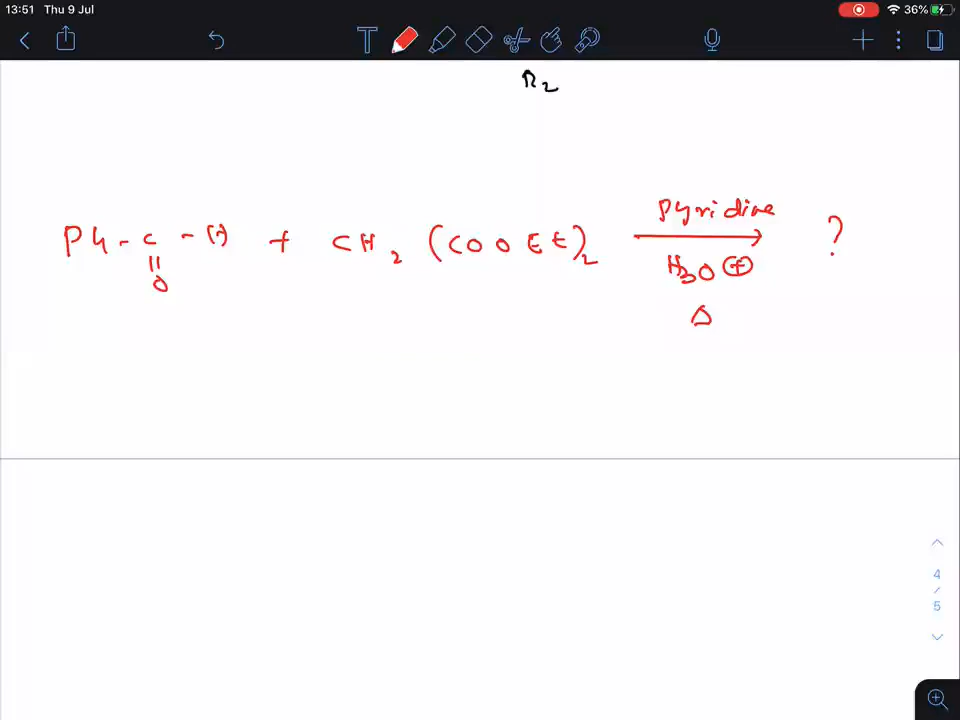 13:51 Thu 9 Jul
36%
R2
Pyridine
Ph-C-H + CH2(COOEt)2 ?
H3O+
O
Δ
4
/
5